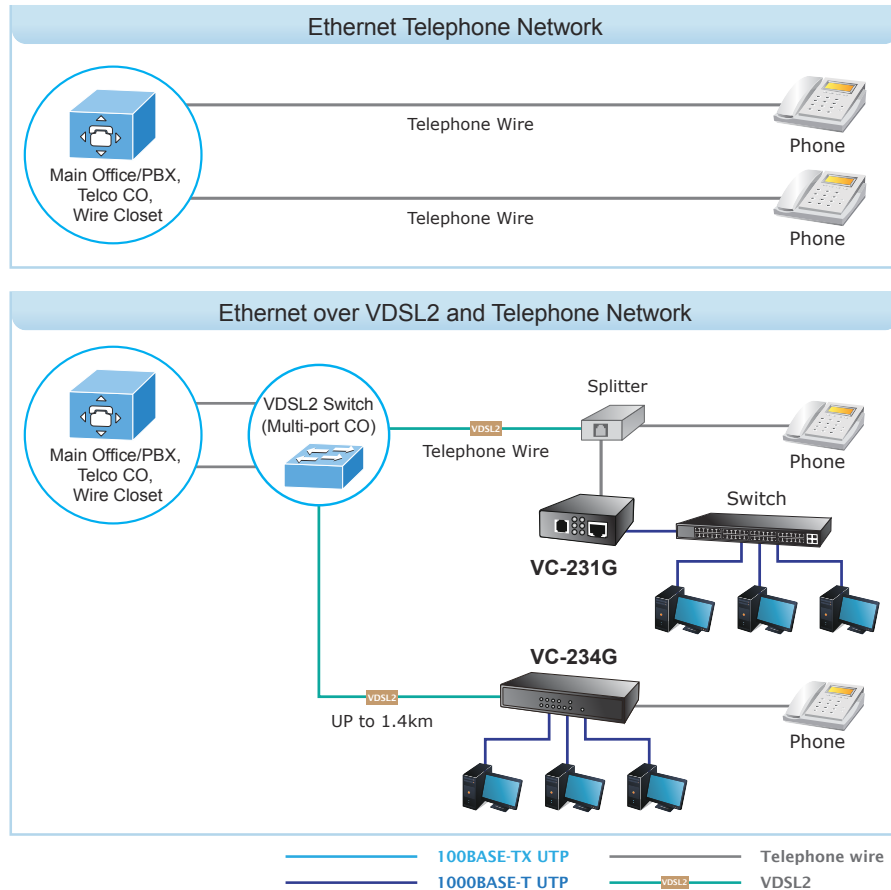 Ethernet Telephone Network
Main Office/PBX,
Telco CO,
Wire Closet
Telephone Wire
Phone
Telephone Wire
Phone
Ethernet over VDSL2 and Telephone Network
Main Office/PBX,
Telco CO,
Wire Closet
VDSL2 Switch
(Multi-port CO)
VDSL2
Telephone Wire
Splitter
Phone
VC-231G
Switch
VC-234G
VDSL2
UP to 1.4km
Phone
100BASE-TX UTP
Telephone wire
1000BASE-T UTP
VDSL2
VDSL2